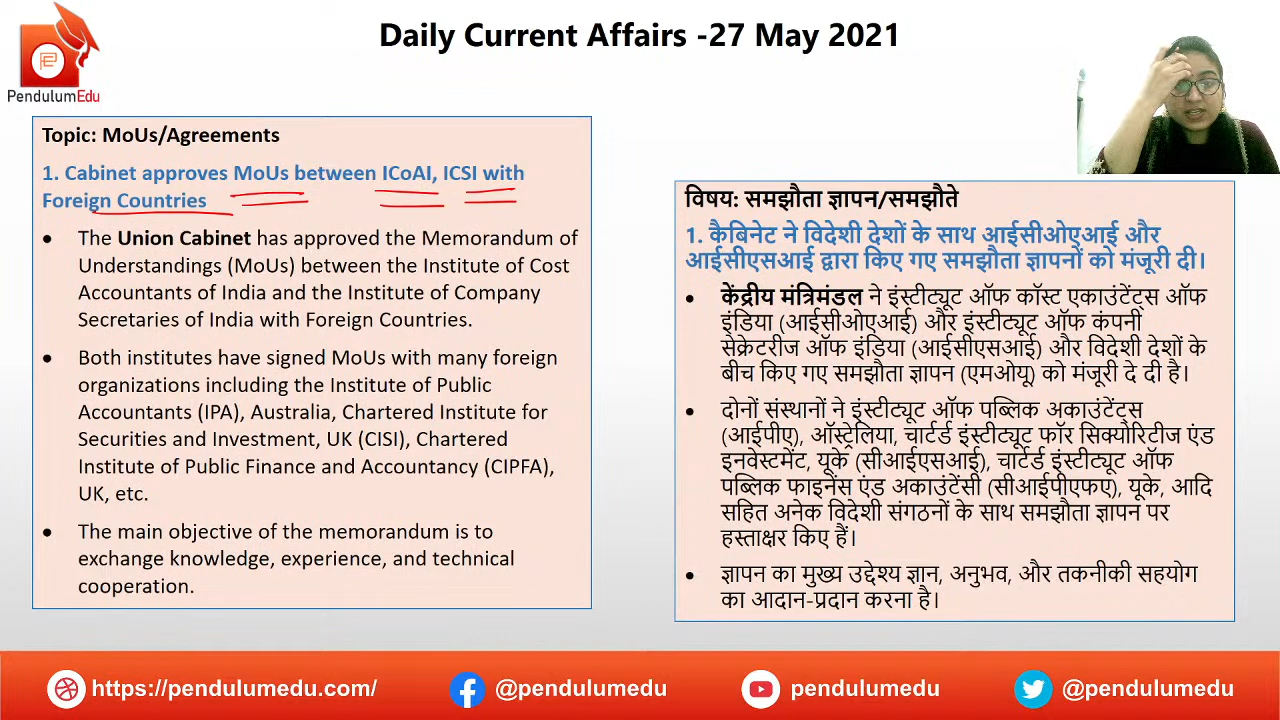 Daily Current Affairs -27 May 2021
PendulumEdu
Topic: MoUs/Agreements
1. Cabinet approves MoUs between ICoAI, ICSI with
Foreign Countries
● The Union Cabinet has approved the Memorandum of
Understandings (MoUs) between the Institute of Cost
Accountants of India and the Institute of Company
Secretaries of India with Foreign Countries.
● Both institutes have signed MoUs with many foreign
organizations including the Institute of Public
Accountants (IPA), Australia, Chartered Institute for
Securities and Investment, UK (CISI), Chartered
Institute of Public Finance and Accountancy (CIPFA),
UK, etc.
● The main objective of the memorandum is to
exchange knowledge, experience, and technical
cooperation.
विषय: समझौता ज्ञापन/समझौते
1. कैबिनेट ने विदेशी देशों के साथ आईसीओएआई और
आईसीएसआई द्वारा किए गए समझौता ज्ञापनों को मंजूरी दी।
● केंद्रीय मंत्रिमंडल ने इंस्टीट्यूट ऑफ कॉस्ट एकाउंटेंट्स ऑफ
इंडिया (आईसीओएआई) और इंस्टीट्यूट ऑफ कंपनी
सेक्रेटरीज ऑफ इंडिया (आईसीएसआई) और विदेशी देशों के
बीच किए गए समझौता ज्ञापन (एमओयू) को मंजूरी दे दी है।
● दोनों संस्थानों ने इंस्टीट्यूट ऑफ पब्लिक अकाउंटेंट्स
(आईपीए), ऑस्ट्रेलिया, चार्टर्ड इंस्टीट्यूट फॉर सिक्योरिटीज एंड
इनवेस्टमेंट, यूके (सीआईएसआई), चार्टर्ड इंस्टीट्यूट ऑफ
पब्लिक फाइनेंस एंड अकाउंटेंसी (सीआईपीएफए), यूके, आदि
सहित अनेक विदेशी संगठनों के साथ समझौता ज्ञापन पर
हस्ताक्षर किए हैं।
● ज्ञापन का मुख्य उद्देश्य ज्ञान, अनुभव, और तकनीकी सहयोग
का आदान-प्रदान करना है।
https://pendulumedu.com/ @pendulumedu pendulumedu @pendulumedu